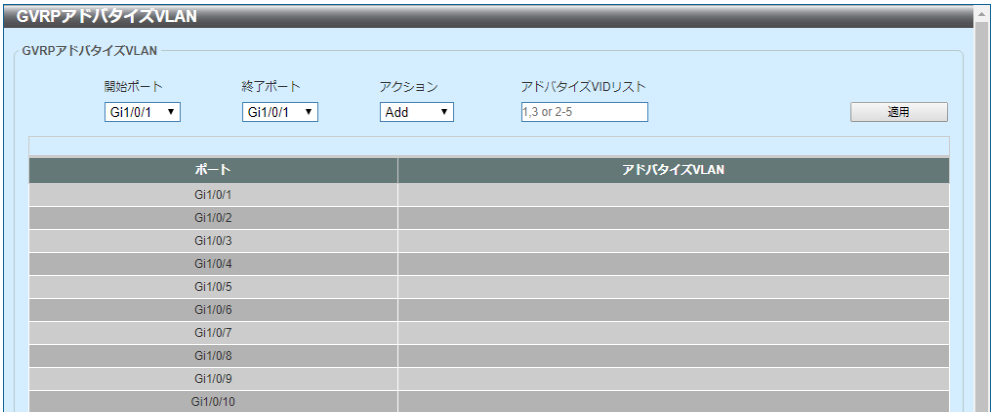 GVRPアドバタイズVLAN
GVRPアドバタイズVLAN
開始ポート 終了ポート アクション アドバタイズVIDリスト
Gi1/0/1 Gi1/0/1 Add 1,3 or 2-5 適用
ポート アドバタイズVLAN
Gi1/0/1
Gi1/0/2
Gi1/0/3
Gi1/0/4
Gi1/0/5
Gi1/0/6
Gi1/0/7
Gi1/0/8
Gi1/0/9
Gi1/0/10